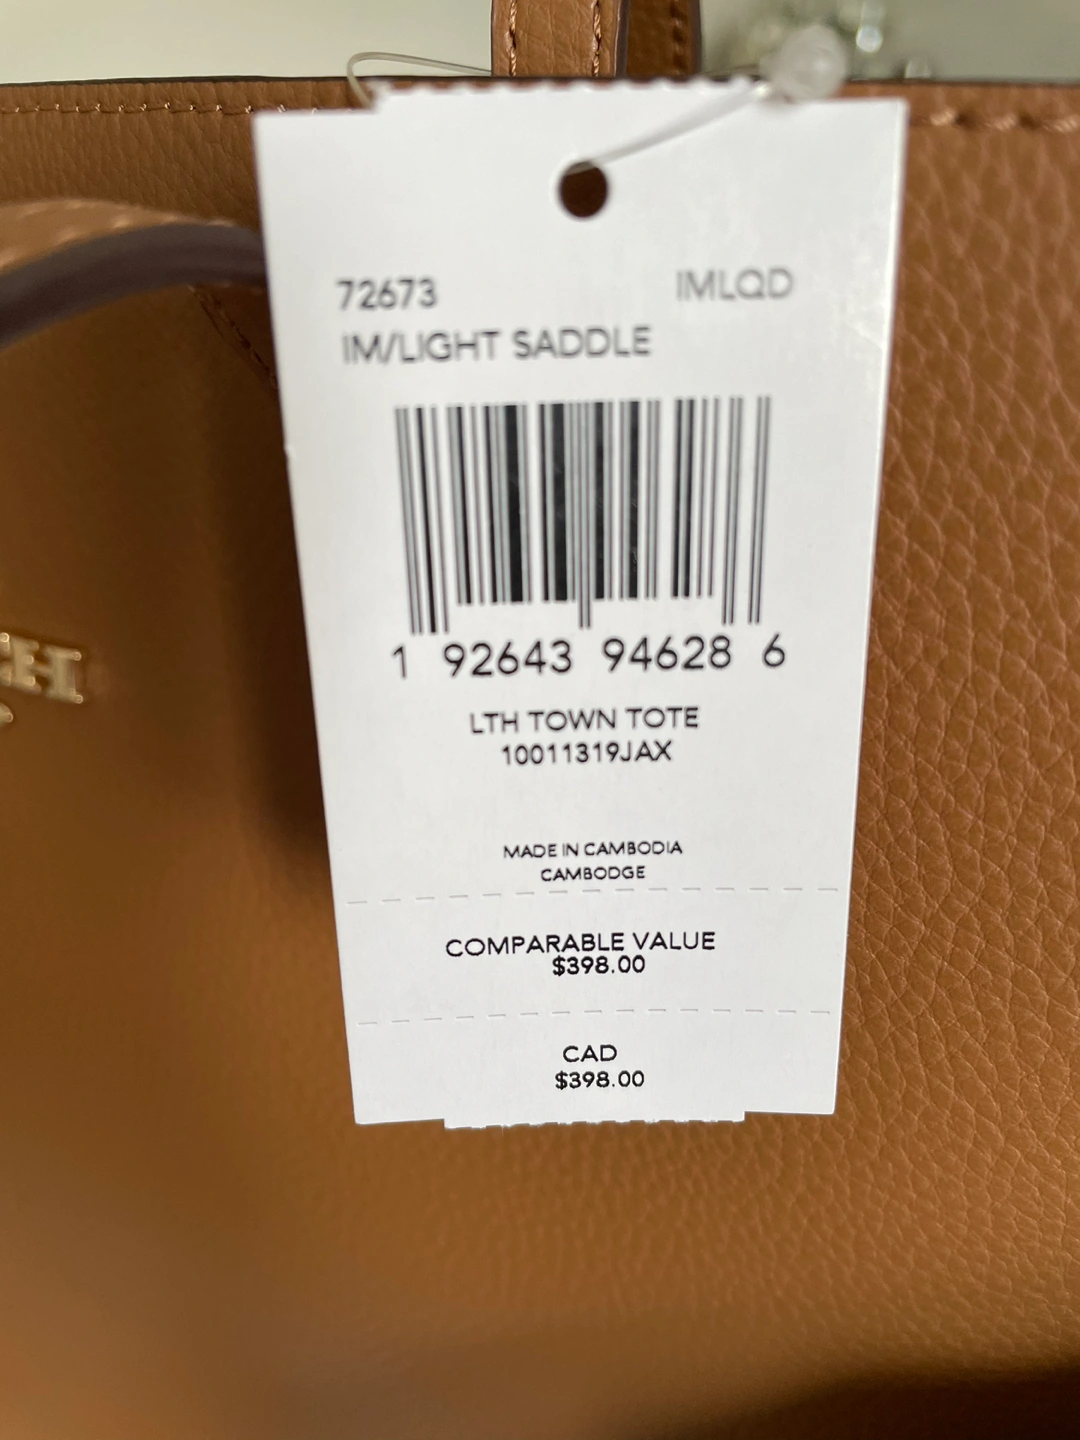 72673 IMLQD
IM/LIGHT SADDLE
1 92643 94628 6
LTH TOWN TOTE
10011319JAX
MADE IN CAMBODIA
CAMBODGE
COMPARABLE VALUE
$398.00
CAD
$398.00